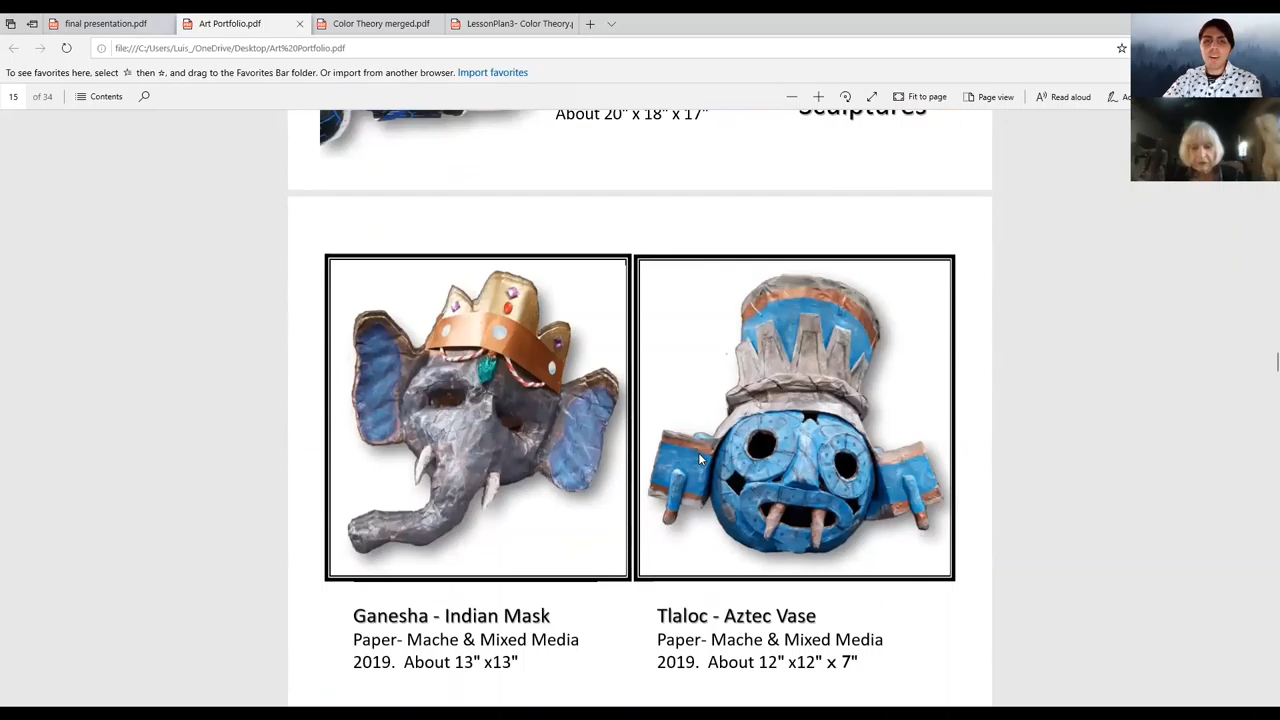 final presentation.pdf
Art Portfolio.pdf
Color Theory merged.pdf
LessonPlan3- Color Theory.p
file:///C:/Users/Luis_/OneDrive/Desktop/Art%20Portfolio.pdf
To see favorites here, select ☆ then ☆, and drag to the Favorites Bar folder. Or import from another browser. Import favorites
15 of 34 Contents Fit to page Page view Read aloud
About 20" x 18" x 17"
Sculptures
Ganesha - Indian Mask
Paper- Mache & Mixed Media
2019. About 13" x13"
Tlaloc - Aztec Vase
Paper- Mache & Mixed Media
2019. About 12" x12" x 7"